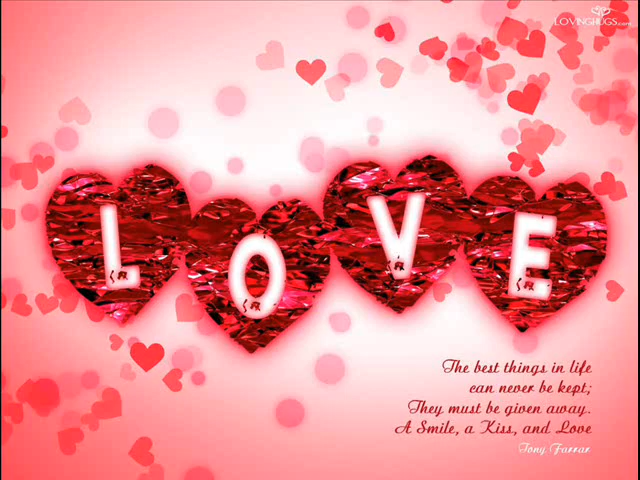 LOVINGHUGS.com
LOVE
The best things in life
can never be kept;
They must be given away.
A Smile, a Kiss, and Love
Tony Farrar